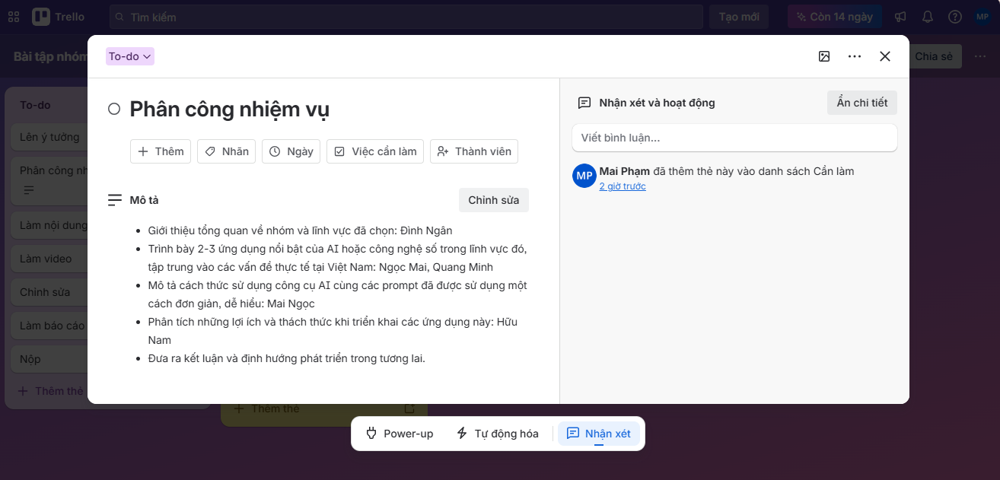 Trello
Tìm kiếm
Tạo mới
Còn 14 ngày
MP
Bài tập nhóm
Chia sẻ
To-do
Lên ý tưởng
Phân công nh
Làm nội dung
Làm video
Chỉnh sửa
Làm báo cáo
Nộp
Thêm thẻ
Thêm thẻ
To-do
Phân công nhiệm vụ
Thêm
Nhãn
Ngày
Việc cần làm
Thành viên
Mô tả
Chỉnh sửa
• Giới thiệu tổng quan về nhóm và lĩnh vực đã chọn: Đình Ngân
• Trình bày 2-3 ứng dụng nổi bật của AI hoặc công nghệ số trong lĩnh vực đó,
tập trung vào các vấn đề thực tế tại Việt Nam: Ngọc Mai, Quang Minh
• Mô tả cách thức sử dụng công cụ AI cùng các prompt đã được sử dụng một
cách đơn giản, dễ hiểu: Mai Ngọc
• Phân tích những lợi ích và thách thức khi triển khai các ứng dụng này: Hữu
Nam
• Đưa ra kết luận và định hướng phát triển trong tương lai.
Nhận xét và hoạt động
Ẩn chi tiết
Viết bình luận...
MP
Mai Phạm đã thêm thẻ này vào danh sách Cần làm
2 giờ trước
Power-up
Tự động hóa
Nhận xét